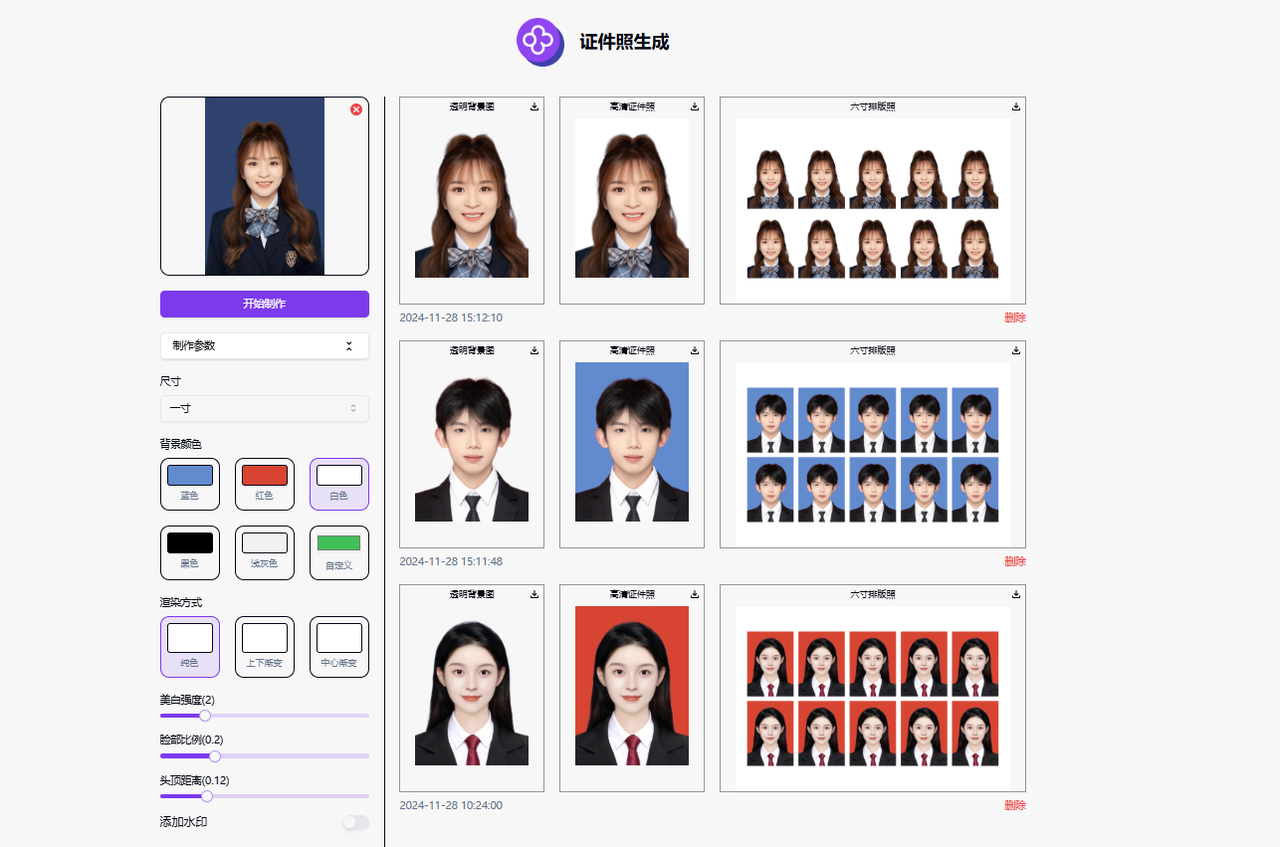 证件照生成
开始制作
制作参数
尺寸
一寸
背景颜色
蓝色
红色
白色
黑色
浅灰色
自定义
渲染方式
纯色
上下渐变
中心渐变
美白强度(2)
脸部比例(0.2)
头顶距离(0.12)
添加水印
透明背景图
高清证件照
六寸排版照
2024-11-28 15:12:10
删除
透明背景图
高清证件照
六寸排版照
2024-11-28 15:11:48
删除
透明背景图
高清证件照
六寸排版照
2024-11-28 10:24:00
删除